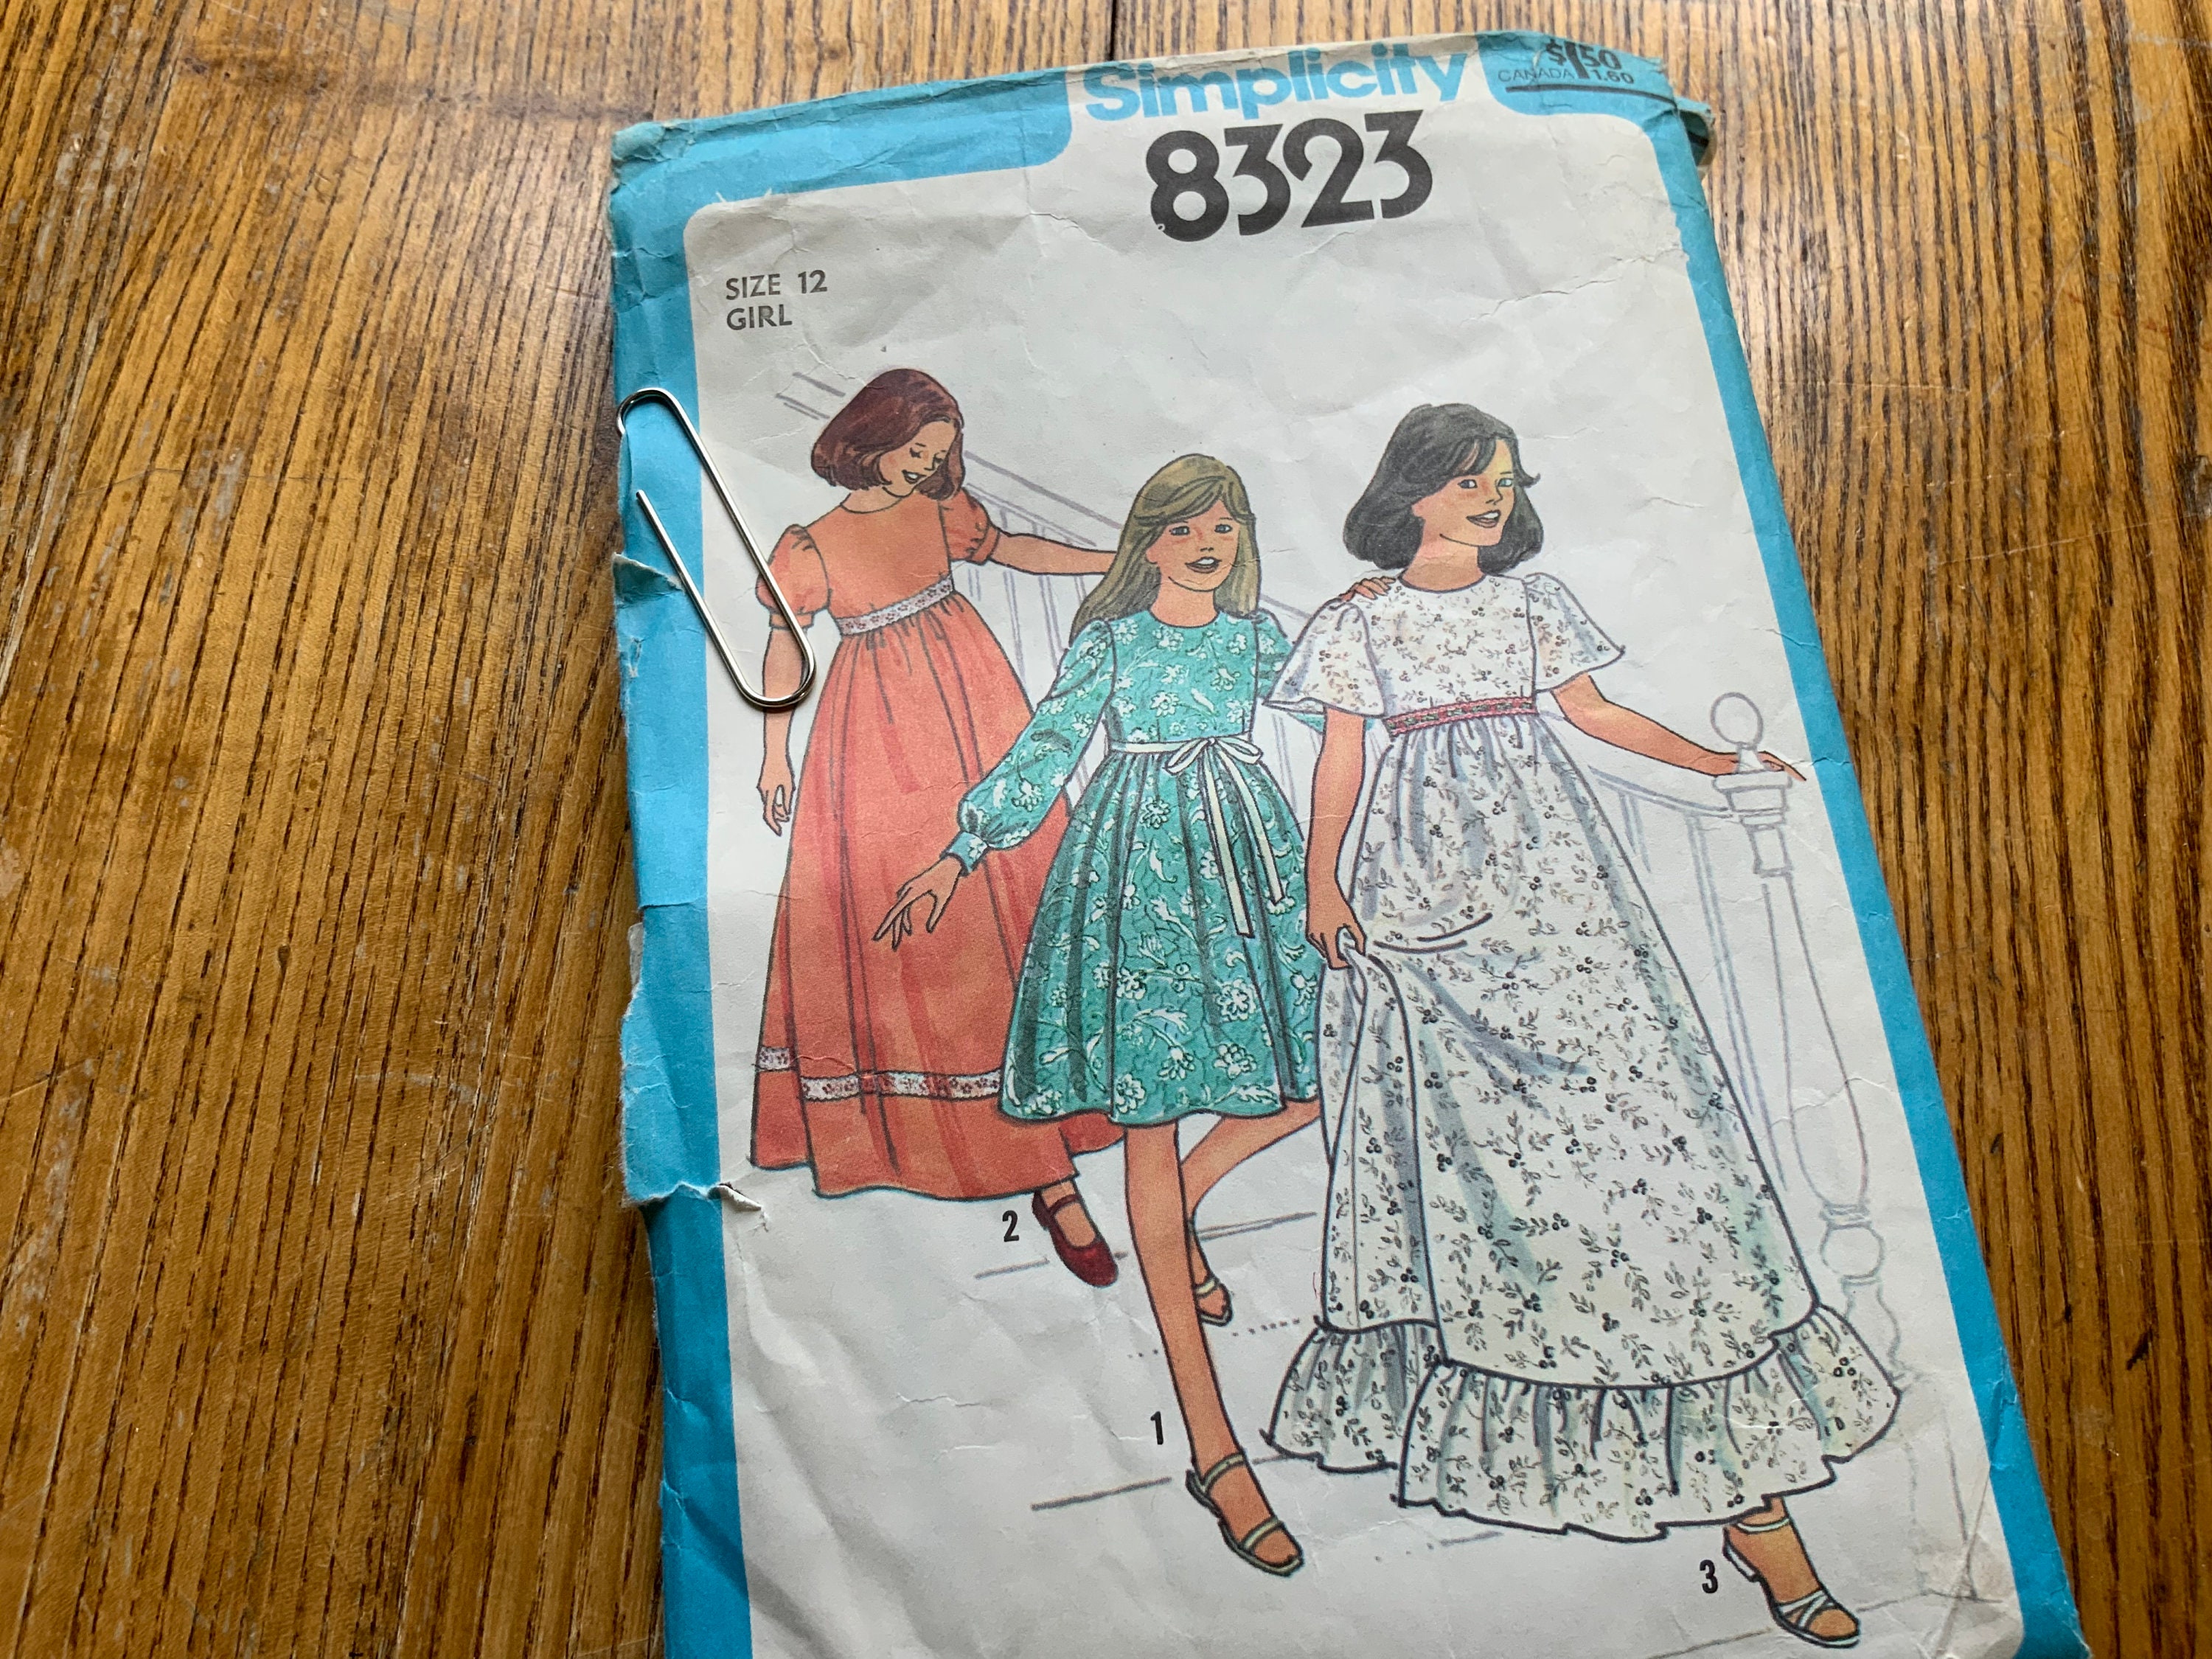 Simplicity
$1.50
CANADA 1.60
8323
SIZE 12
GIRL
2
1
3